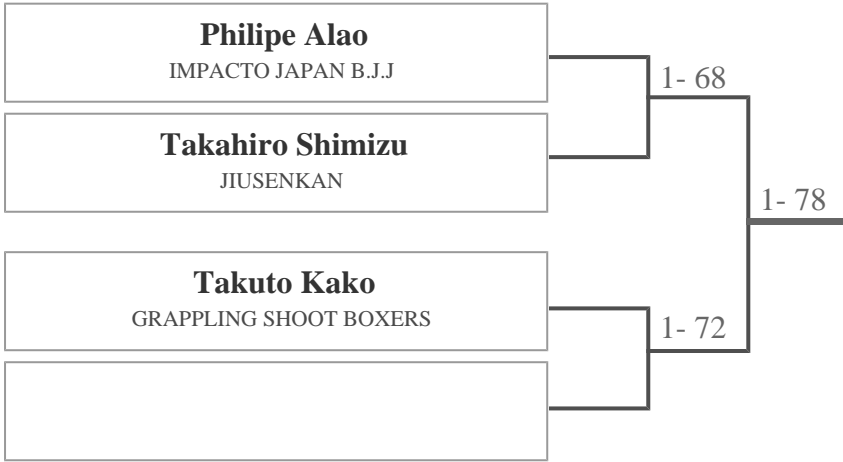 Philipe Alao
IMPACTO JAPAN B.J.J
1- 68
Takahiro Shimizu
JIUSENKAN
1- 78
Takuto Kako
GRAPPLING SHOOT BOXERS
1- 72